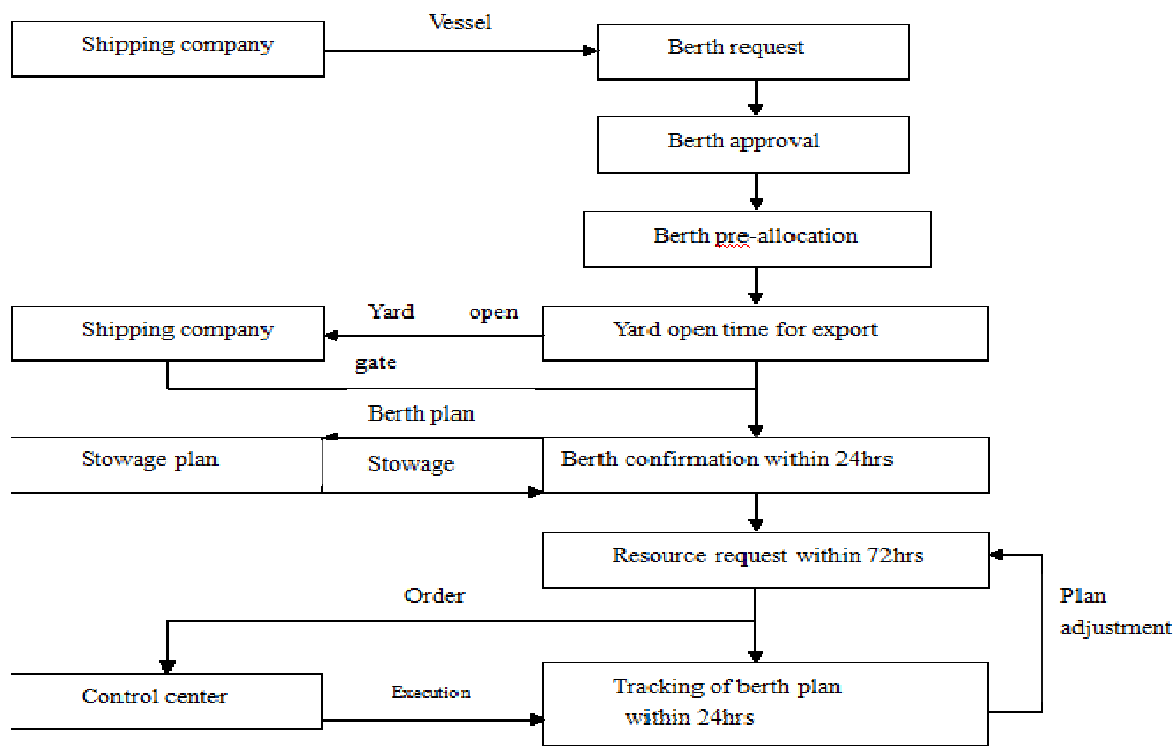 Vessel
Shipping company
Berth request
Berth approval
Berth pre-allocation
Yard open
Shipping company
Yard open time for export
gate
Berth plan
Stowage plan
Stowage
Berth confirmation within 24hrs
Resource request within 72hrs
Order
Plan
adjustment
Control center
Execution
Tracking of berth plan
within 24hrs